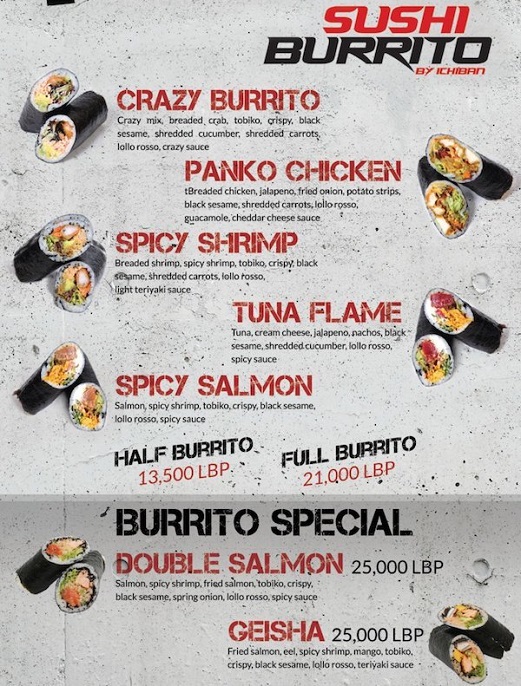 SUSHI
BURRITO
BY ICHIBAN
CRAZY BURRITO
Crazy mix, breaded crab, tobiko, crispy, black
sesame, shredded cucumber, shredded carrots,
lollo rosso, crazy sauce
PANKO CHICKEN
tBreaded chicken, jalapeno, fried onion, potato strips,
black sesame, shredded carrots, lollo rosso,
guacamole, cheddar cheese sauce
SPICY SHRIMP
Breaded shrimp, spicy shrimp, tobiko, crispy, black
sesame, shredded carrots, lollo rosso,
light teriyaki sauce
TUNA FLAME
Tuna, cream cheese, jalapeno, nachos, black
sesame, shredded cucumber, lollo rosso,
spicy sauce
SPICY SALMON
Salmon, spicy shrimp, tobiko, crispy, black sesame,
lollo rosso, spicy sauce
HALF BURRITO FULL BURRITO
13,500 LBP 21,000 LBP
BURRITO SPECIAL
DOUBLE SALMON 25,000 LBP
Salmon, spicy shrimp, fried salmon, tobiko, crispy,
black sesame, spring onion, lollo rosso, spicy sauce
GEISHA 25,000 LBP
Fried salmon, eel, spicy shrimp, mango, tobiko,
crispy, black sesame, lollo rosso, teriyaki sauce